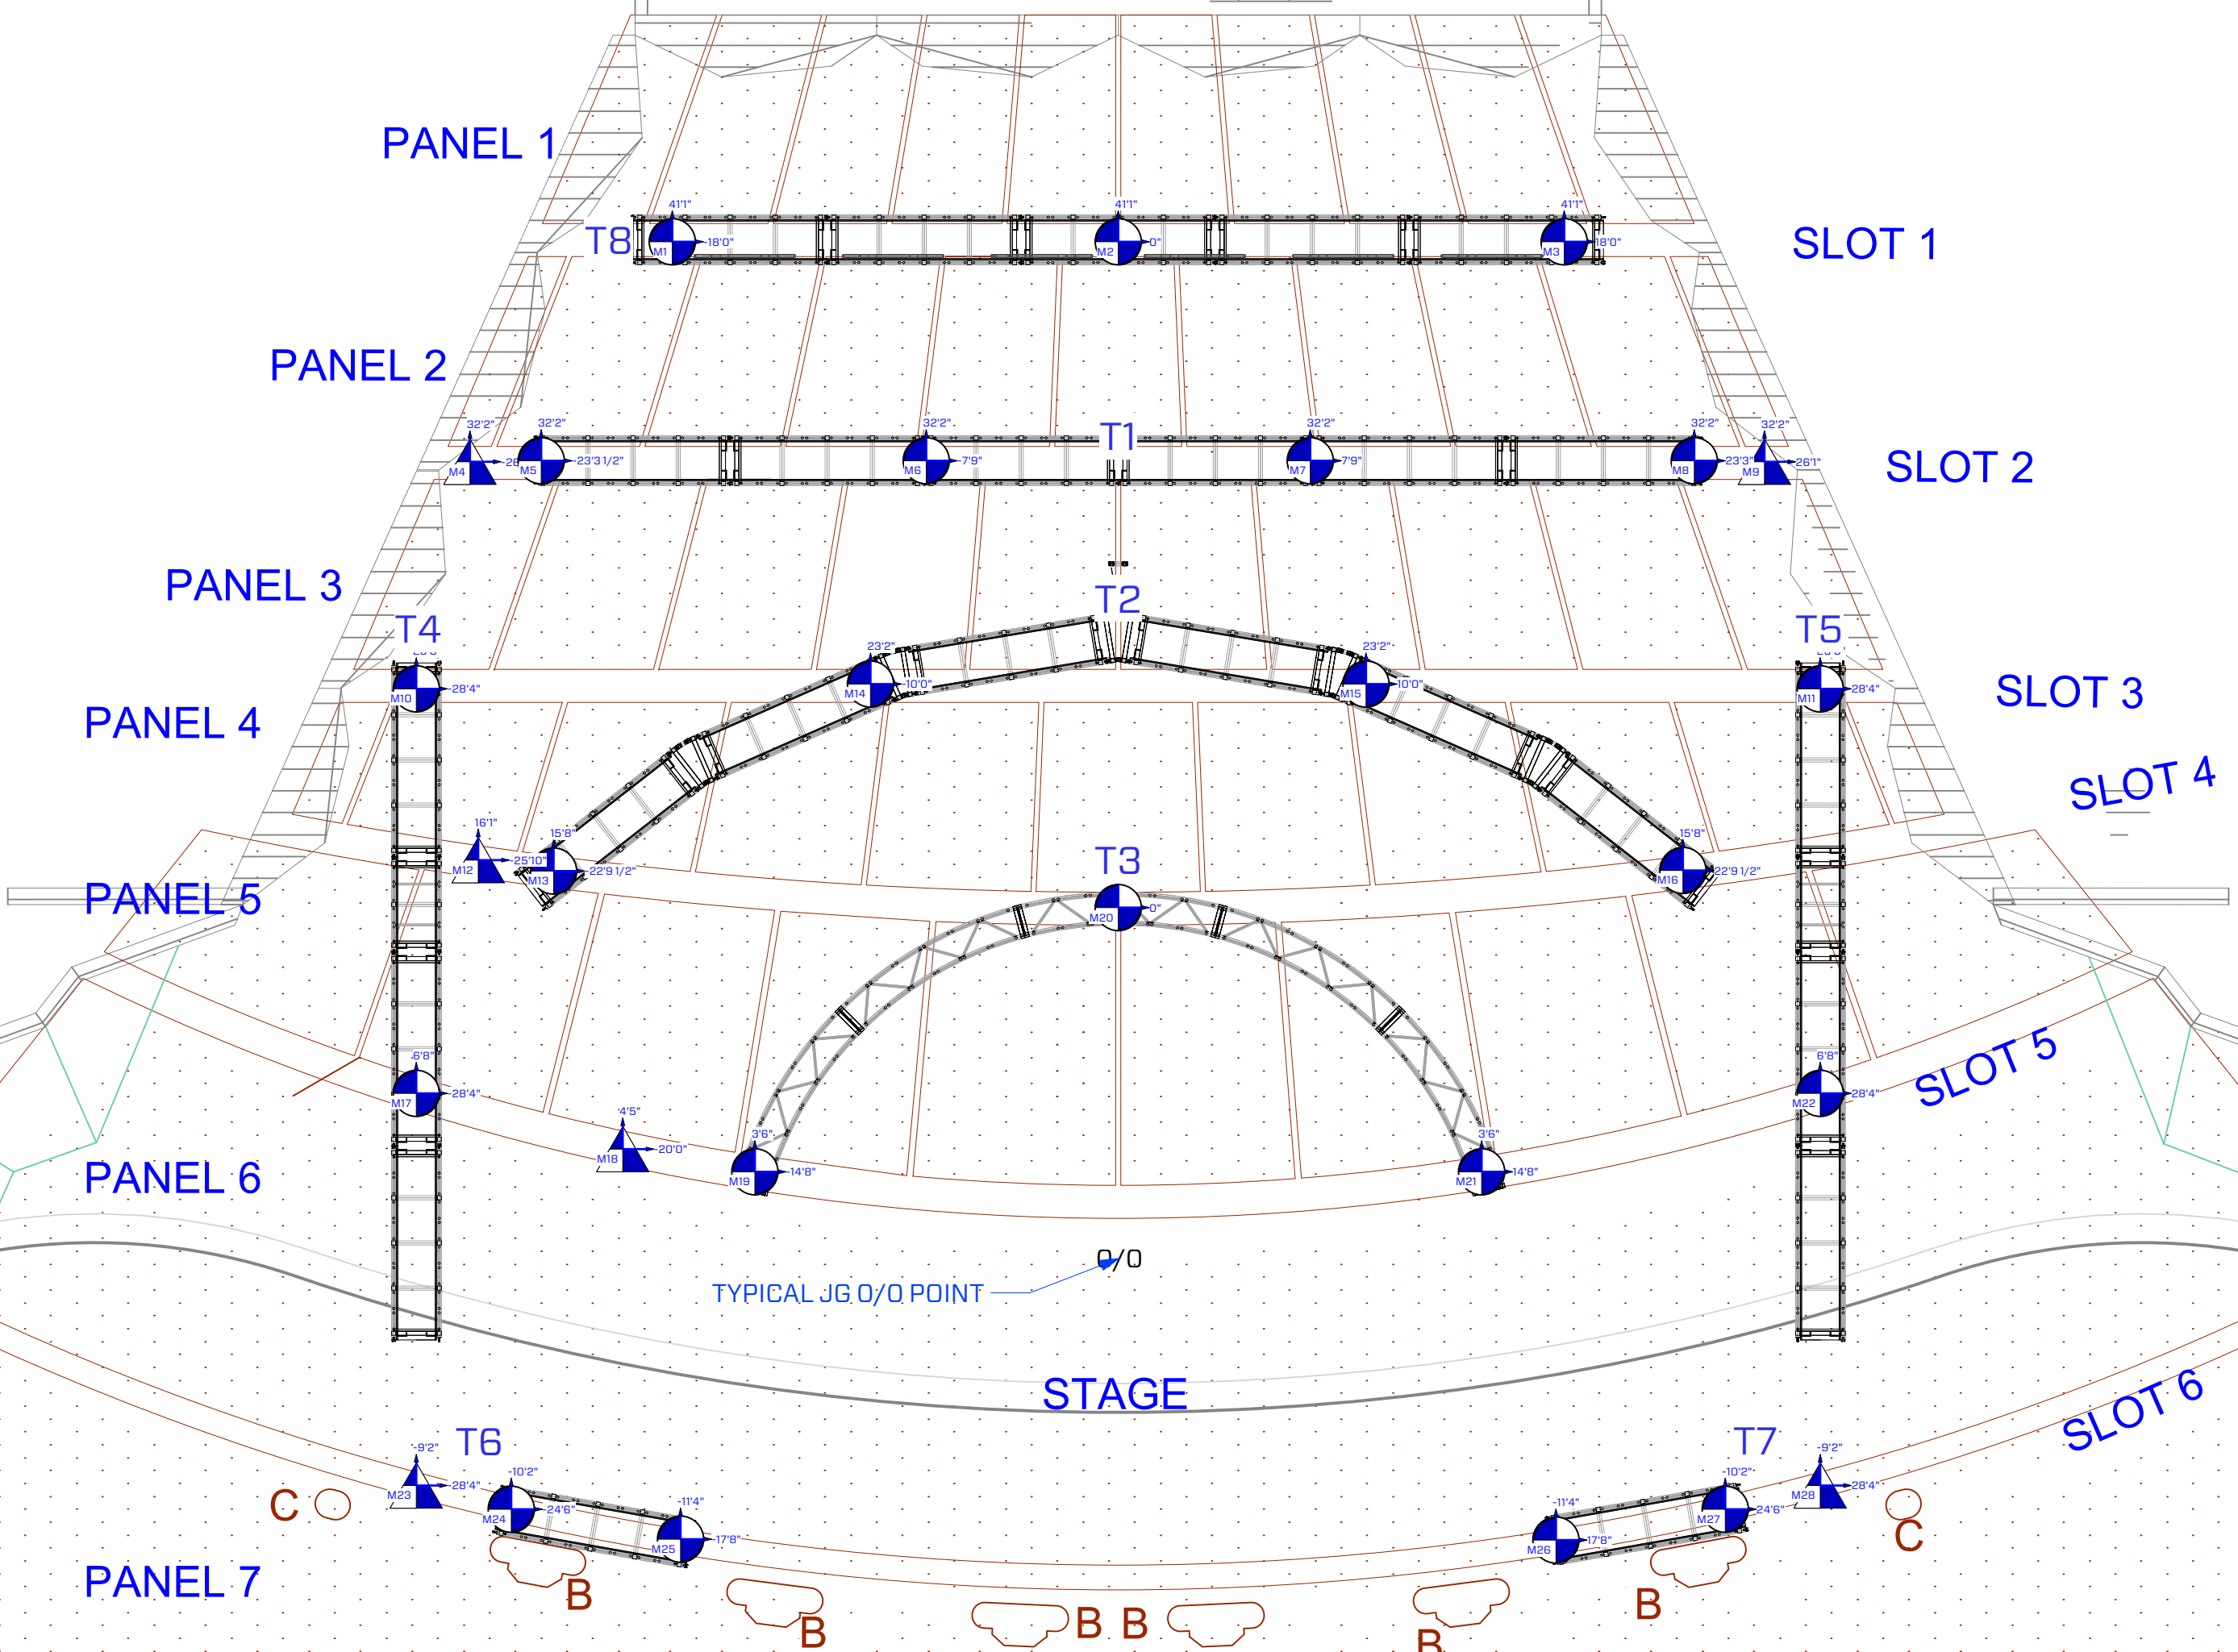 PANEL 1
41'1"
41'1"
41'1"
T8
M1
-18'0"
M2
0"
M3
18'0"
SLOT 1
PANEL 2
32'2"
32'2"
32'2"
T1
32'2"
32'2"
32'2"
M4
M5
-23'3 1/2"
M6
-7'9"
M7
7'9"
M8
23'3"
M9
26'1"
SLOT 2
PANEL 3
T4
T2
T5
23'2"
23'2"
M10
-28'4"
M14
-10'0"
M15
10'0"
M11
28'4"
SLOT 3
PANEL 4
SLOT 4
16'1"
15'8"
15'8"
T3
M12
-25'10"
M13
-22'9 1/2"
M16
22'9 1/2"
PANEL 5
M20
0"
6'8"
6'8"
SLOT 5
M17
-28'4"
M22
28'4"
4'5"
3'6"
3'6"
M18
-20'0"
M19
-14'8"
M21
14'8"
PANEL 6
0/0
TYPICAL JG 0/0 POINT
STAGE
SLOT 6
T6
T7
-9'2"
-10'2"
-10'2"
-9'2"
M23
-28'4"
M24
-24'6"
-11'4"
-11'4"
M27
24'6"
M28
28'4"
C
C
M25
-17'8"
M26
17'8"
PANEL 7
B
B
B
B
B
B